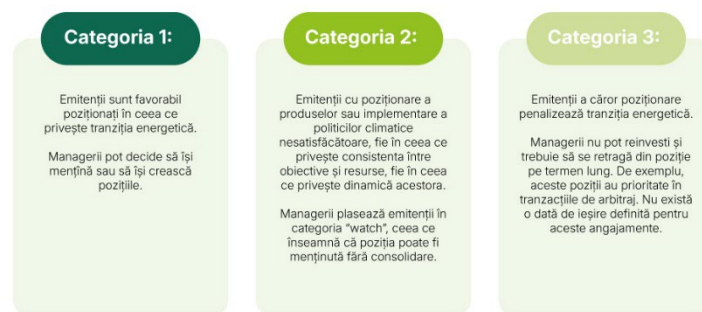 Categoria 1:
Emitenții sunt favorabil
poziționați în ceea ce
privește tranziția energetică.
Managerii pot decide să își
mențînă sau să își crească
pozițiile.
Categoria 2:
Emitenții cu poziționare a
produselor sau implementare a
politicilor climatice
nesatisfăcătoare, fie în ceea ce
privește consistenta între
obiective și resurse, fie în ceea
ce privește dinamică acestora.
Managerii plasează emitenții în
categoria "watch", ceea ce
înseamnă că poziția poate fi
menținută fără consolidare.
Categoria 3:
Emitenții a căror poziționare
penalizează tranziția energetică.
Managerii nu pot reinvesti și
trebuie să se retragă din poziție
pe termen lung. De exemplu,
aceste poziții au prioritate în
tranzacțiile de arbitraj. Nu există
o dată de ieșire definită pentru
aceste angajamente.